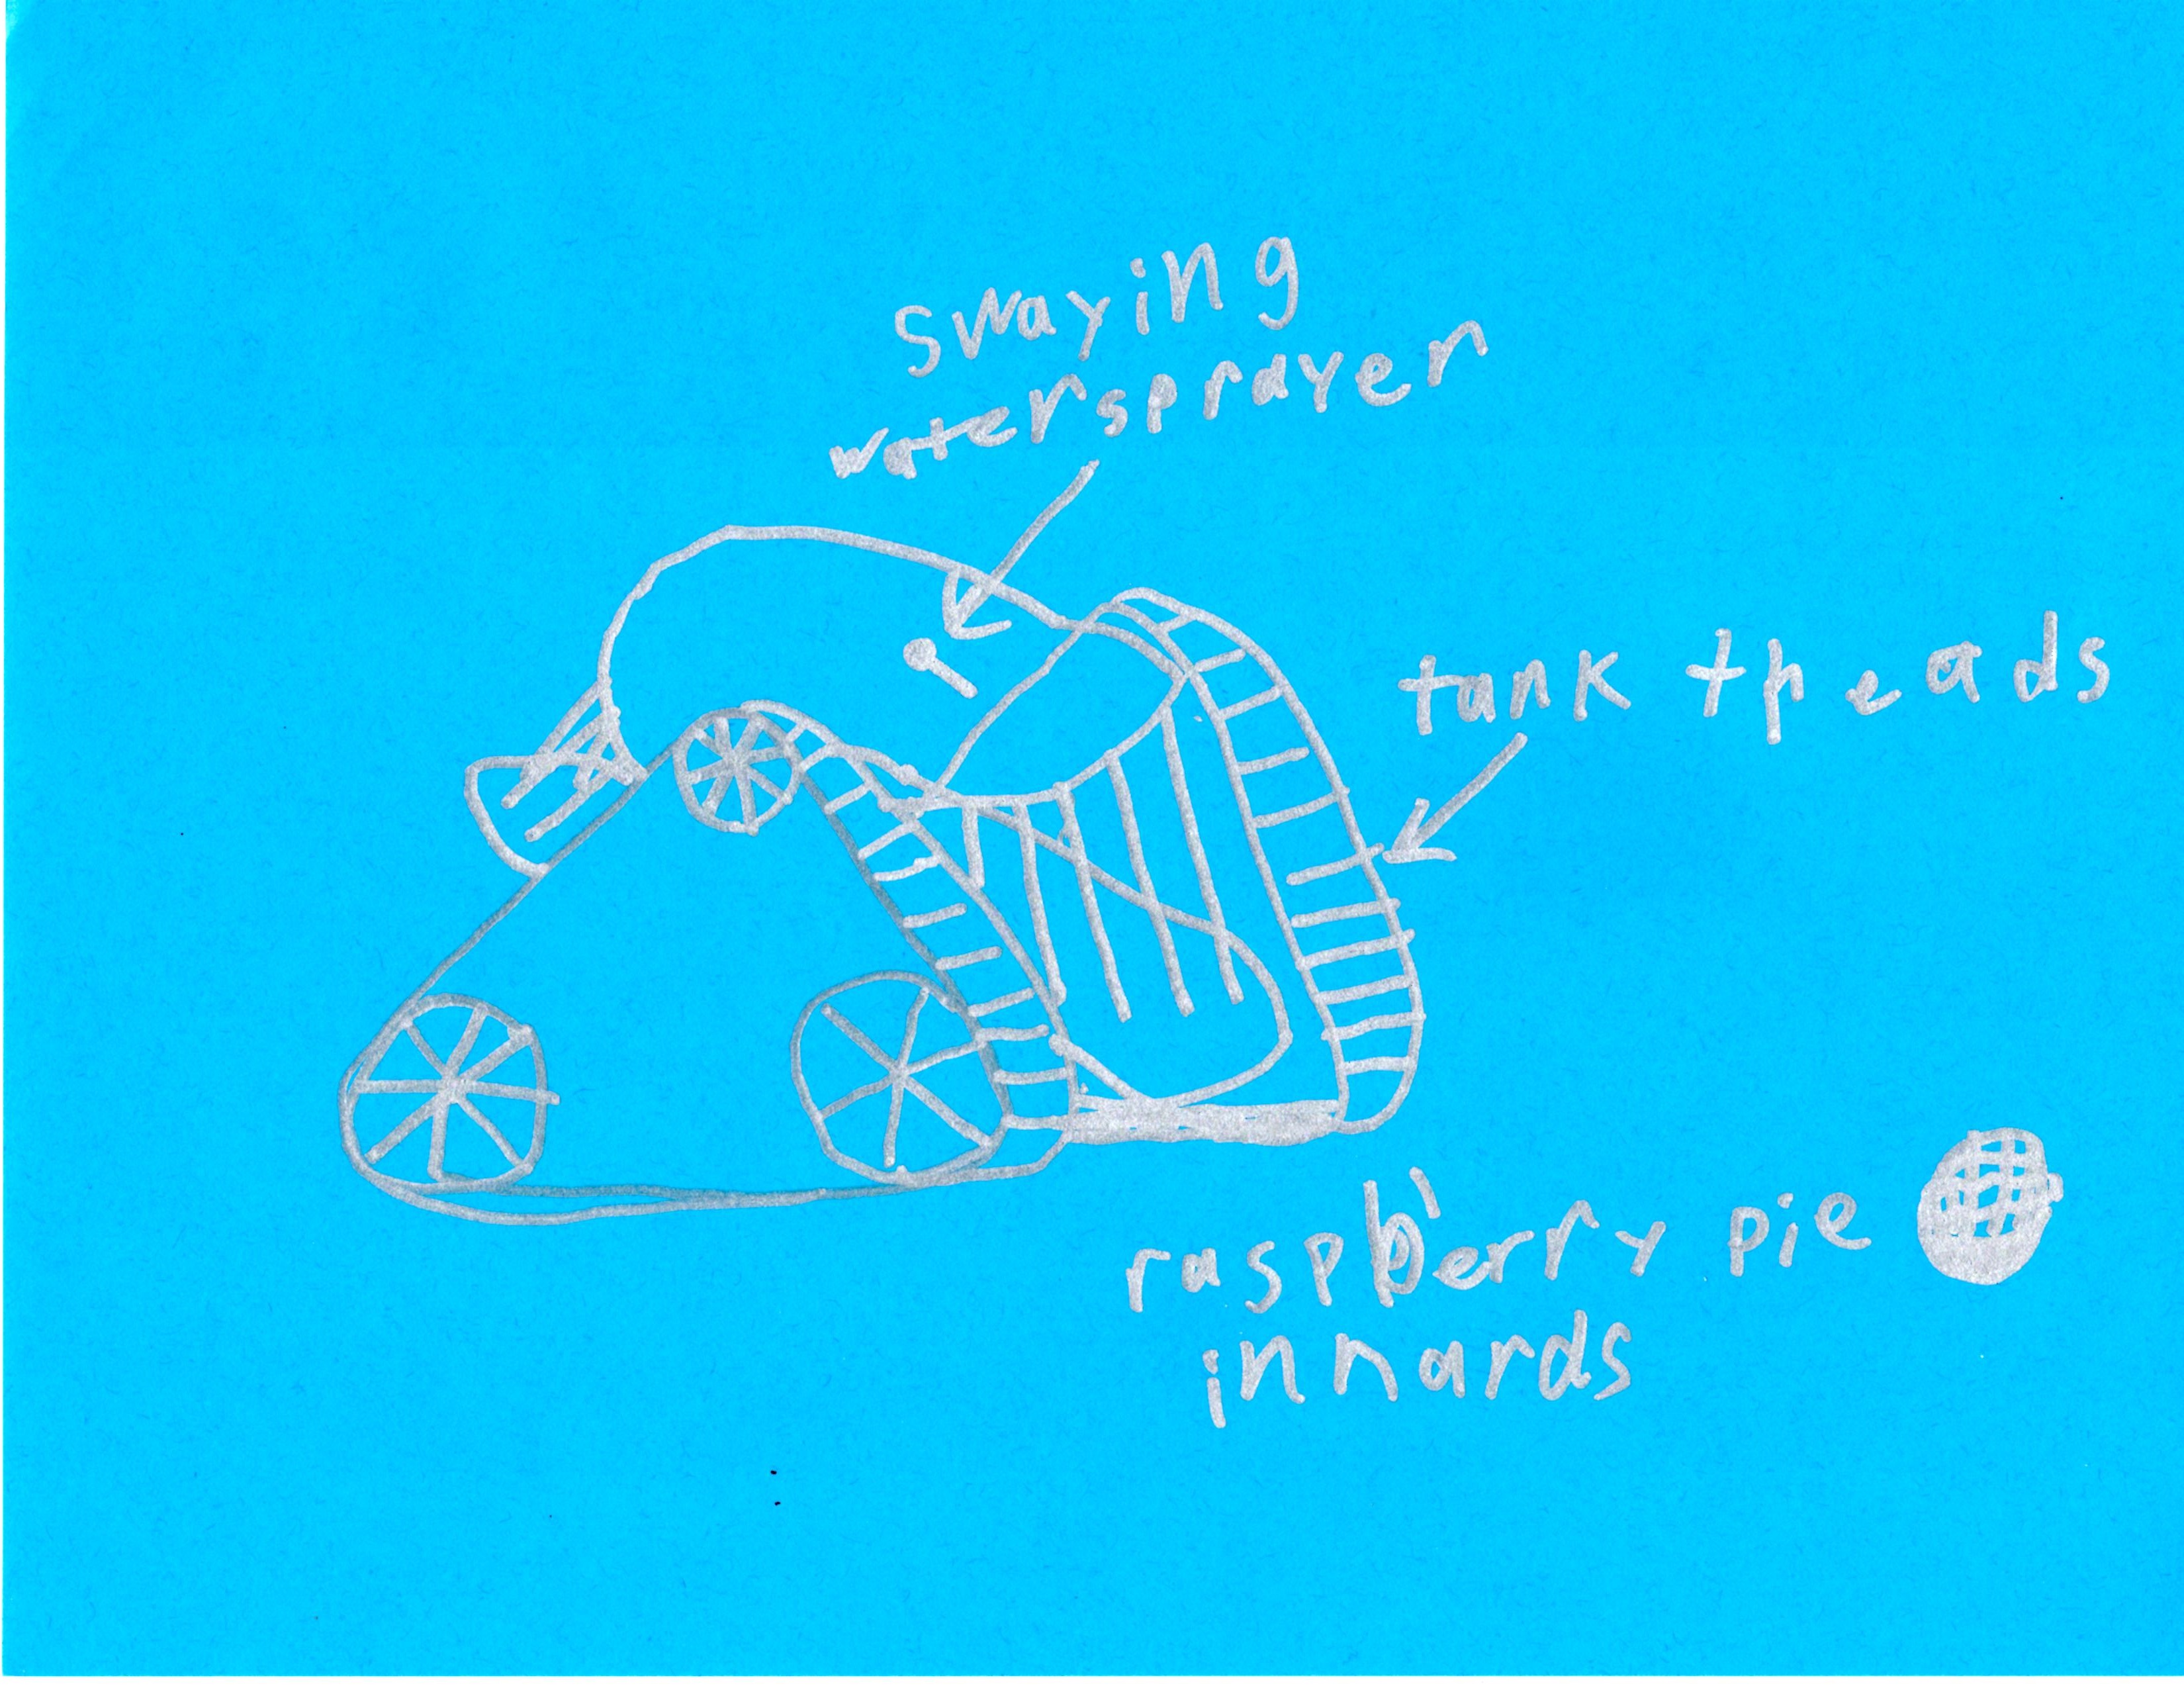 swaying
watersprayer
tank threads
raspberry pie
innards